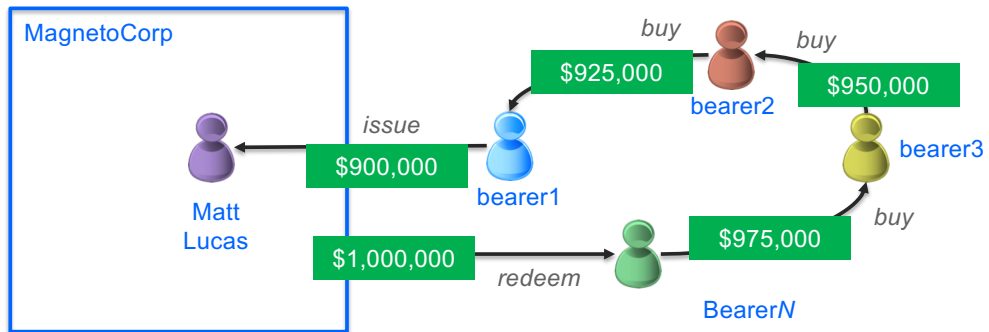 MagnetoCorp
buy
buy
$925,000
$950,000
bearer2
issue
bearer3
$900,000
bearer1
Matt
Lucas
buy
$975,000
$1,000,000
redeem
BearerN